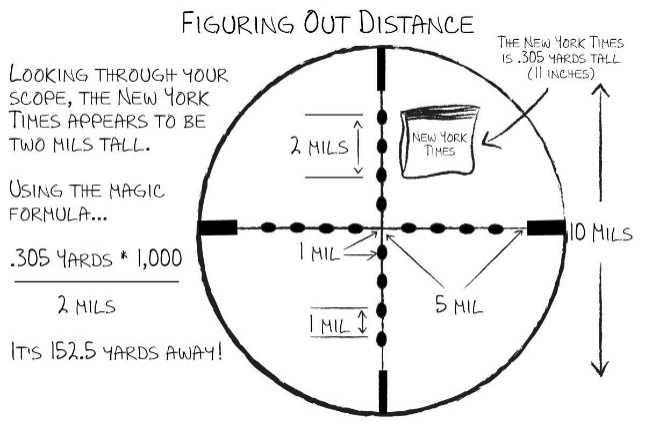 FIGURING OUT DISTANCE
LOOKING THROUGH YOUR
SCOPE, THE NEW YORK
TIMES APPEARS TO BE
TWO MILS TALL.
USING THE MAGIC
FORMULA...
.305 YARDS * 1,000
2 MILS
IT'S 152.5 YARDS AWAY!
THE NEW YORK TIMES
IS .305 YARDS TALL
(11 INCHES)
2 MILS
NEW YORK
TIMES
10 MILS
1 MIL
5 MIL
1 MIL